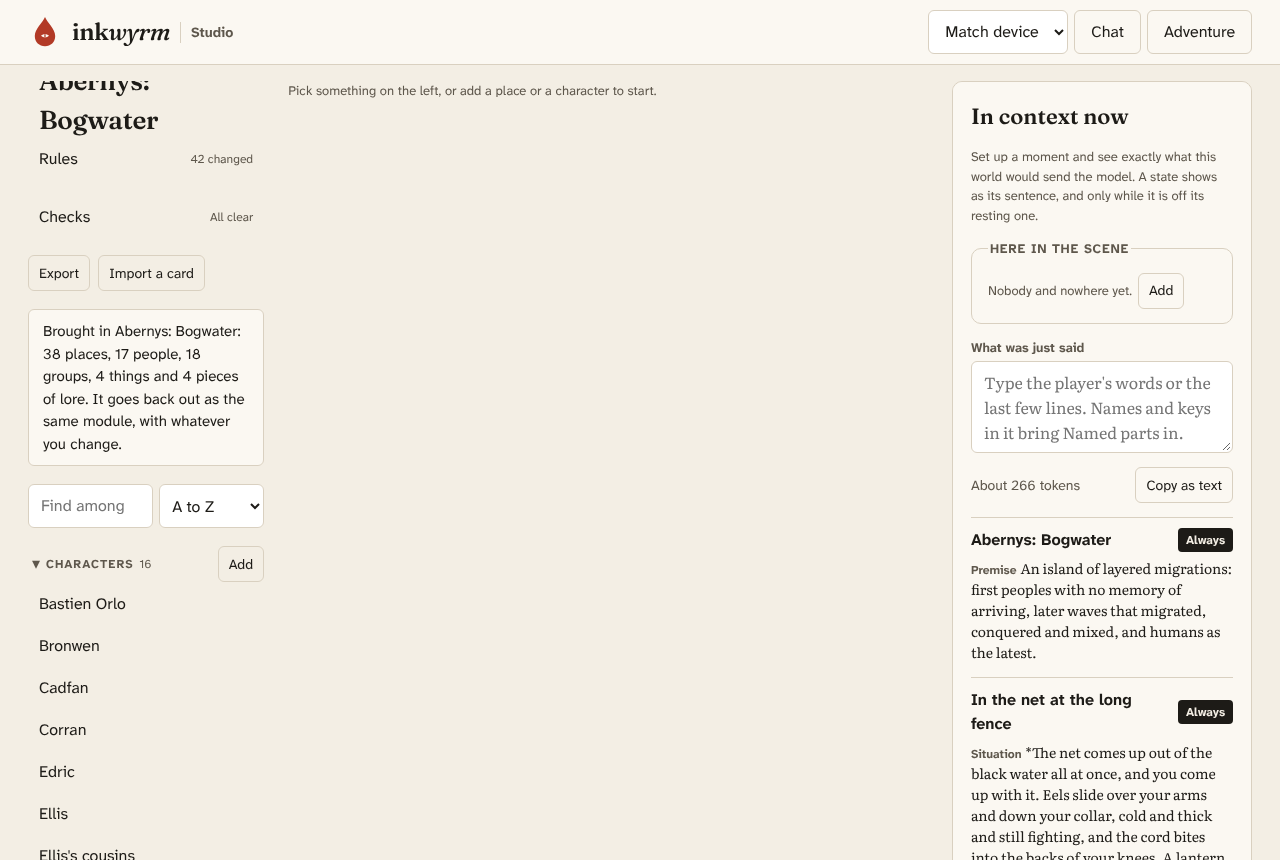 inkwyrm
Studio
Match device
Chat
Adventure
Abernys:
Bogwater
Rules
42 changed
Checks
All clear
Export
Import a card
Brought in Abernys: Bogwater:
38 places, 17 people, 18
groups, 4 things and 4 pieces
of lore. It goes back out as the
same module, with whatever
you change.
Find among
A to Z
▼ CHARACTERS 16
Add
Bastien Orlo
Bronwen
Cadfan
Corran
Edric
Ellis
Ellis's cousins
Pick something on the left, or add a place or a character to start.
In context now
Set up a moment and see exactly what this
world would send the model. A state shows
as its sentence, and only while it is off its
resting one.
HERE IN THE SCENE
Nobody and nowhere yet.
Add
What was just said
Type the player's words or the
last few lines. Names and keys
in it bring Named parts in.
About 266 tokens
Copy as text
Abernys: Bogwater
Always
Premise An island of layered migrations:
first peoples with no memory of
arriving, later waves that migrated,
conquered and mixed, and humans as
the latest.
In the net at the long
fence
Always
Situation *The net comes up out of the
black water all at once, and you come
up with it. Eels slide over your arms
and down your collar, cold and thick
and still fighting, and the cord bites
into the backs of your knees. A lantern